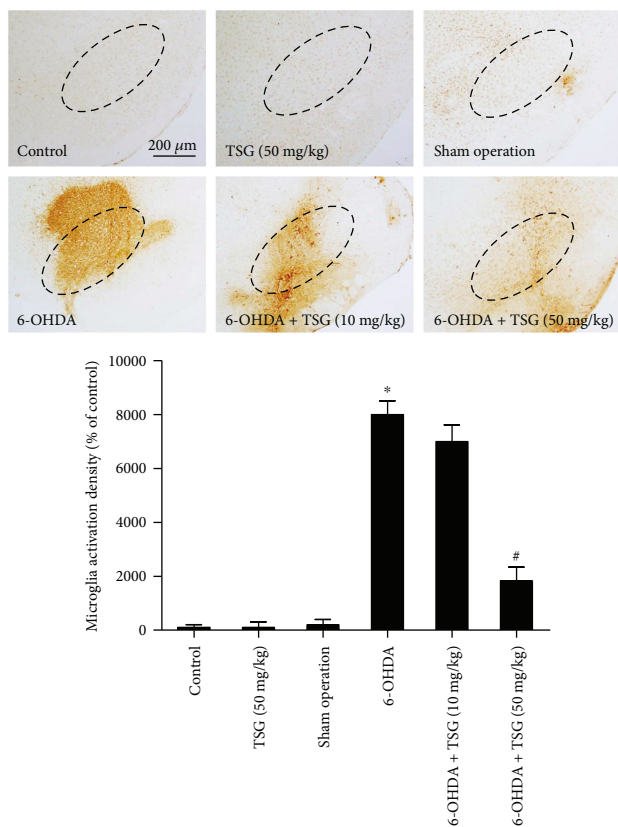 Control
200 μm
TSG (50 mg/kg)
Sham operation
6-OHDA
6-OHDA + TSG (10 mg/kg)
6-OHDA + TSG (50 mg/kg)
Microglia activation density (% of control)
10000
8000
6000
4000
2000
0
*
#
Control
TSG (50 mg/kg)
Sham operation
6-OHDA
6-OHDA + TSG (10 mg/kg)
6-OHDA + TSG (50 mg/kg)